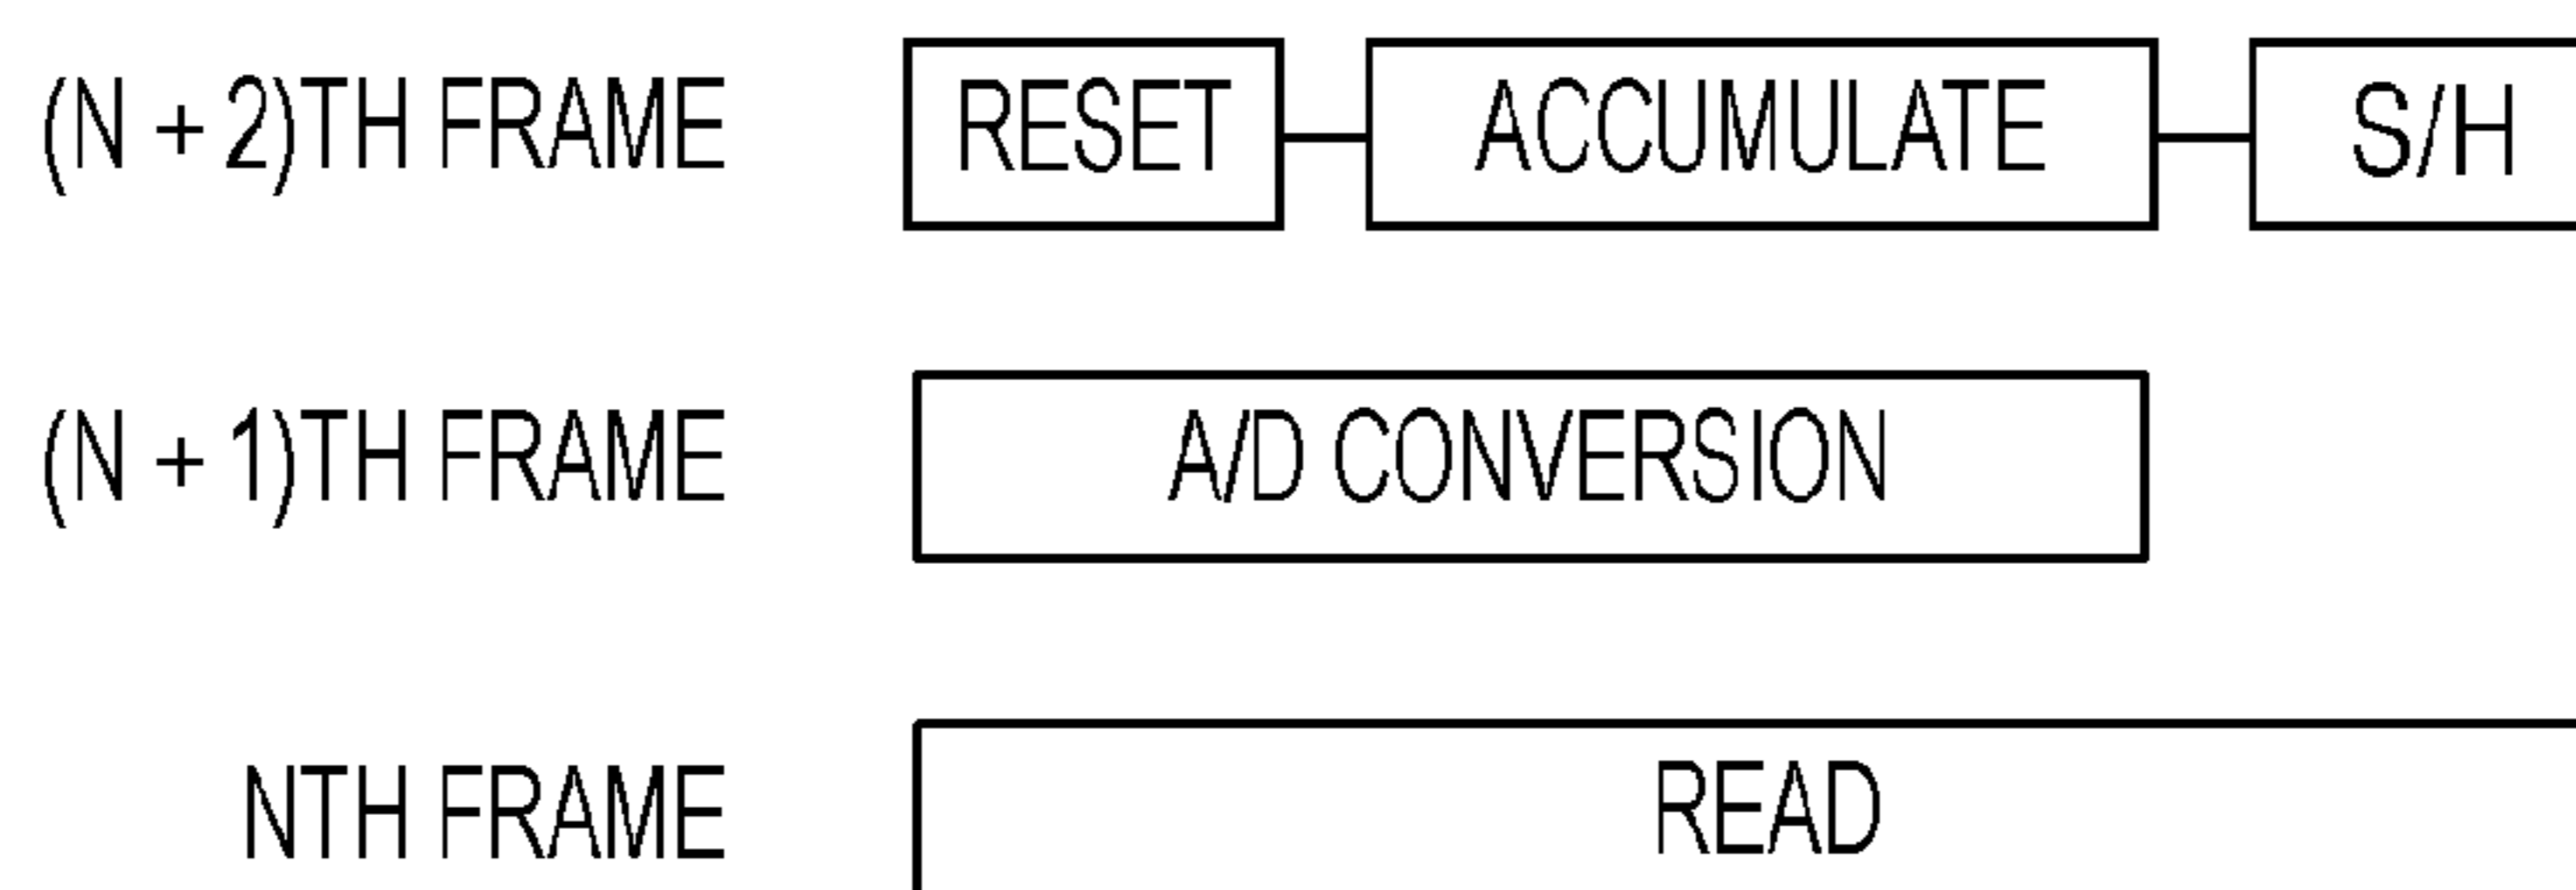 (N + 2)TH FRAME RESET ACCUMULATE S/H
(N + 1)TH FRAME A/D CONVERSION
NTH FRAME READ